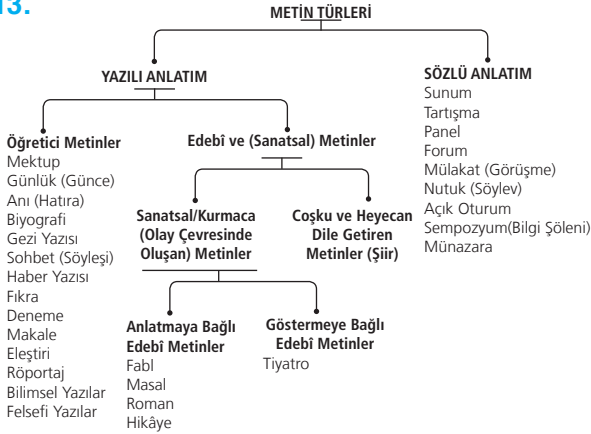 13.
METİN TÜRLERİ
YAZILI ANLATIM
SÖZLÜ ANLATIM
Sunum
Tartışma
Panel
Forum
Mülakat (Görüşme)
Nutuk (Söylev)
Açık Oturum
Sempozyum(Bilgi Şöleni)
Münazara
Öğretici Metinler
Mektup
Günlük (Günce)
Anı (Hatıra)
Biyografi
Gezi Yazısı
Sohbet (Söyleşi)
Haber Yazısı
Fıkra
Deneme
Makale
Eleştiri
Röportaj
Bilimsel Yazılar
Felsefi Yazılar
Edebî ve (Sanatsal) Metinler
Sanatsal/Kurmaca
(Olay Çevresinde
Oluşan) Metinler
Coşku ve Heyecan
Dile Getiren
Metinler (Şiir)
Anlatmaya Bağlı
Edebî Metinler
Fabl
Masal
Roman
Hikâye
Göstermeye Bağlı
Edebî Metinler
Tiyatro